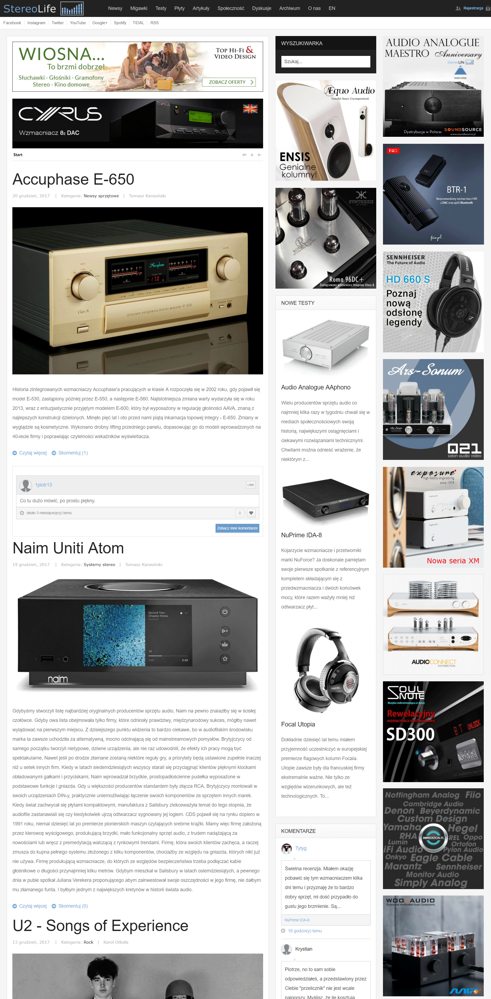 StereoLife
Newsy Migawki Testy Płyty Artykuły Społeczność Dyskusje Archiwum O nas EN
Rejestracja
Facebook Instagram Twitter YouTube Google+ Spotify TIDAL RSS
WIOSNA...
To brzmi dobrze!
Słuchawki - Głośniki - Gramofony
Stereo - Kino domowe
Top Hi-Fi &
Video Design
ZOBACZ OFERTY
CYRUS
Wzmacniacz 82 DAC
Start
A+ A A-
Accuphase E-650
20 grudzień, 2017 | Kategoria: Newsy sprzętowe | Tomasz Karasiński
Accuphase
INPUT
VOLUME
-17.0
Class A
precision integrated stereo amplifier E-650
POWER
Historia zintegrowanych wzmacniaczy Accuphase'a pracujących w klasie A rozpoczęła się w 2002 roku, gdy pojawił się
model E-530, zastąpiony później przez E-550, a następnie E-560. Najistotniejsza zmiana warty wydarzyła się w roku
2013, wraz z entuzjastycznie przyjętym modelem E-600, który był wyposażony w regulację głośności AAVA, znaną z
najlepszych konstrukcji dzielonych. Minęło pięć lat i oto przed nami piątą inkarnacja topowej integry - E-650. Zmiany w
wyglądzie są kosmetyczne. Wykonano drobny lifting przedniego panelu, dopasowując go do modeli wprowadzonych na
40-lecie firmy i poprawiając czytelności wskaźników wyświetlacza.
Czytaj więcej Skomentuj (1)
1piotr13
LINK
Co tu dużo mówić, po prostu piękny.
około 3 miesiące(ęcy) temu
0
Zobacz inne komentarze
Naim Uniti Atom
19 grudzień, 2017 | Kategoria: Systemy stereo | Tomasz Karasiński
Second Two:
Chapter Home
Seward
1:45 3:59
naim
Gdybyśmy stworzyli listę najbardziej oryginalnych producentów sprzętu audio, Naim na pewno znalazłby się w ścisłej
czołówce. Gdyby owa lista obejmowała tylko firmy, które odniosły prawdziwy, międzynarodowy sukces, mógłby nawet
wylądować na pierwszym miejscu. Z dzisiejszego punktu widzenia to bardzo ciekawe, bo w audiofilskim środowisku
marka ta zawsze uchodziła za alternatywną, mocno odcinającą się od mainstreamowych pomysłów. Brytyjczycy od
samego początku tworzyli nietypowe, dziwne urządzenia, ale nie raz udowodnili, że efekty ich pracy mogą być
spektakularne. Nawet jeśli po drodze złamane zostaną niektóre reguły gry, a priorytety będą ustawione zupełnie inaczej
niż u setek innych firm. Kiedy w latach siedemdziesiątych wszyscy starali się przyciągnąć klientów pięknymi klockami
obładowanymi gałkami i przyciskami, Naim wprowadzał brzydkie, prostopadłościenne pudełka wyposażone w
podstawowe funkcje i gniazda. Gdy u większości producentów standardem były złącza RCA, Brytyjczycy montowali w
swoich urządzeniach DIN-y, praktycznie uniemożliwiając łączenie swoich komponentów ze sprzętem innych marek.
Kiedy świat zachwycał się płytami kompaktowymi, manufaktura z Salisbury zlekceważyła temat do tego stopnia, że
audiofile zastanawiali się czy kiedykolwiek ujrzą odtwarzacz sygnowany jej logiem. CDS pojawił się na rynku dopiero w
1991 roku, niemal dziesięć lat po premierze pionierskich maszyn czytających srebrne krążki. Mamy więc firmę założoną
przez kierowcę wyścigowego, produkującą brzydki, mało funkcjonalny sprzęt audio, z trudem nadążającą za
nowościami lub wręcz z premedytacją walczącą z rynkowymi trendami. Firmę, która swoich klientów zachęca, a raczej
zmusza do kupna pełnego systemu złożonego z kilku komponentów, chociażby ze względu na gniazda, których nikt już
nie używa. Firmę produkującą wzmacniacze, do których ze względów bezpieczeństwa trzeba podłączać kable
głośnikowe o długości przynajmniej kilku metrów. Gdybym mieszkał w Salisbury w latach osiemdziesiątych, a pewnego
dnia w pubie spotkał Juliana Verekera proponującego abym zainwestował swoje oszczędności w jego firmę, nie dałbym
mu złamanego funta. I byłbym jednym z największych kretynów w historii świata audio.
Czytaj więcej Skomentuj (0)
U2 - Songs of Experience
13 grudzień, 2017 | Kategoria: Rock | Karol Otkała
WYSZUKIWARKA
Szukaj...
Æquo Audio
Graceful. Smart. Uncompromised.
ENSIS
Genialne
kolumny!
SYNTHESIS
ART IN MUSIC
ROMA 96DC
Roma 96DC+
Zintegrowany wzmacniacz lampowy klasy A
NOWE TESTY
Audio Analogue AAphono
Wielu producentów sprzętu audio co
najmniej kilka razy w tygodniu chwali się w
mediach społecznościowych swoją
historią, największymi osiągnięciami i
ciekawymi rozwiązaniami technicznymi.
Chwilami można odnieść wrażenie, że
niektórym z...
NuPrime IDA-8
Kojarzycie wzmacniacze i przetworniki
marki NuForce? Ja doskonale pamiętam
swoje pierwsze spotkanie z referencyjnym
kompletem składającym się z
przedwzmacniacza i dwóch końcówek
mocy, które razem ważyły mniej niż
odtwarzacz płyt...
FOCAL
Focal Utopia
Dokładnie dziesięć lat temu miałem
przyjemność uczestniczyć w europejskiej
premierze flagowych kolumn Focala.
Utopie zawsze były dla francuskiej firmy
ekstremalnie ważne. Nie tylko ze
względów wizerunkowych, ale też
technologicznych. To...
KOMENTARZE
Tytyg
Świetna recenzja. Miałem okazję
pobawić się tym wzmacniaczem kilka
dni temu i przyznaję że to bardzo
dobry sprzęt, mi dość przypadło do
gustu jego brzmienie. Są...
NuPrime IDA-8
18 godzin(y) temu
Krystian
Piotrze, no to sam sobie
odpowiedziałeś, a przedstawiony przez
Ciebie "przelicznik" nie jest wcale
najgorszy. Myślisz, że ile kosztują
AUDIO ANALOGUE
MAESTRO Anniversary
StereoLife
HIGH END
Dystrybucja w Polsce: SOUNDSOURCE
www.soundsource.pl
FiiO
FiiO
BTR-1
Bezprzewodowy wzmacniacz HiFi
z DAC oraz aptX Bluetooth
fiio.pl
SENNHEISER
The Future of Audio
SENNHEISER
HD 660 S
Poznaj
nową
odsłonę
legendy
Ars-Sonum
Q21
salon audio video
exposure
high fidelity engineering
since 1974
Nowa seria XM
AUDIOCONNECT
DISTRIBUTION
SOULNOTE
Muzyka rozbrzmiewająca w duszy
Rewelacyjny
wzmacniacz słuchawkowy
SD300
BT UNLOCK
SOUL NOTE
Nottingham Analog Fiio
Cambridge Audio
Denon Beyerdynamic
Custom Design
Yamaha Hegel
RHA HIFISTATION.PL REL Oppo
Lumin Ortofon
iFi Audio Pylon Audio
Onkyo Eagle Cable
Marantz Sennheiser
Monitor Audio
Simply Analog
WOO AUDIO
Exceptional Handcrafted Audio Components
MIP